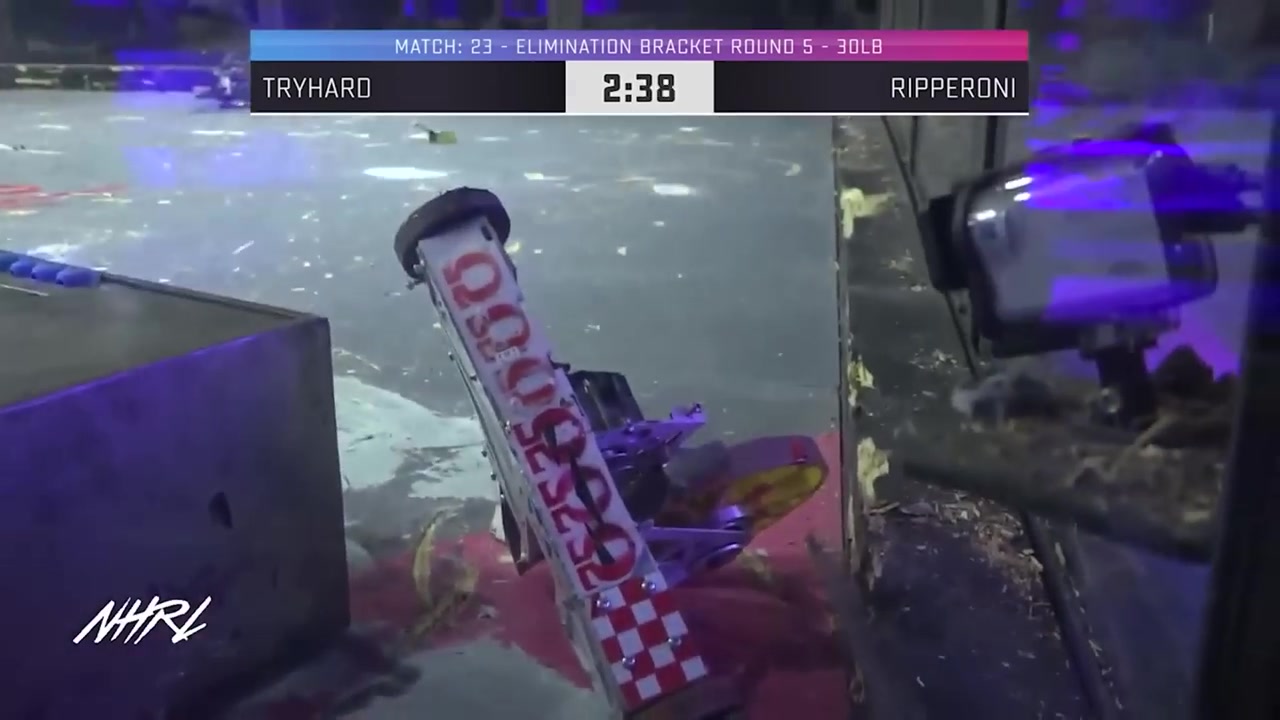 MATCH: 23 - ELIMINATION BRACKET ROUND 5 - 30LB
TRYHARD
2:38
RIPPERONI
NHRL